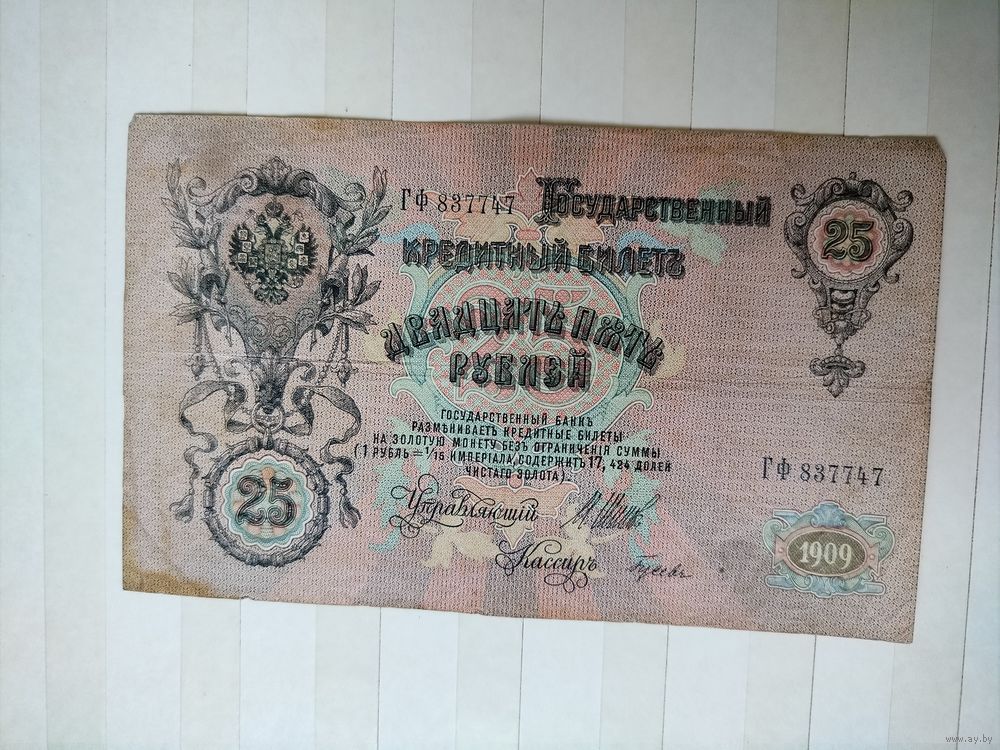 ГФ 837747 Государственный
Кредитный Билетъ
25
Двадцать Пять
Рублей
Государственный Банкъ
размѣниваетъ кредитные билеты
на золотую монету безъ ограниченія суммы
(1 рубль = 1/15 имперіала, содержитъ 17, 424 долей
чистаго золота).
25
ГФ 837747
Управляющій
Кассиръ
25
1909
www.ay.by